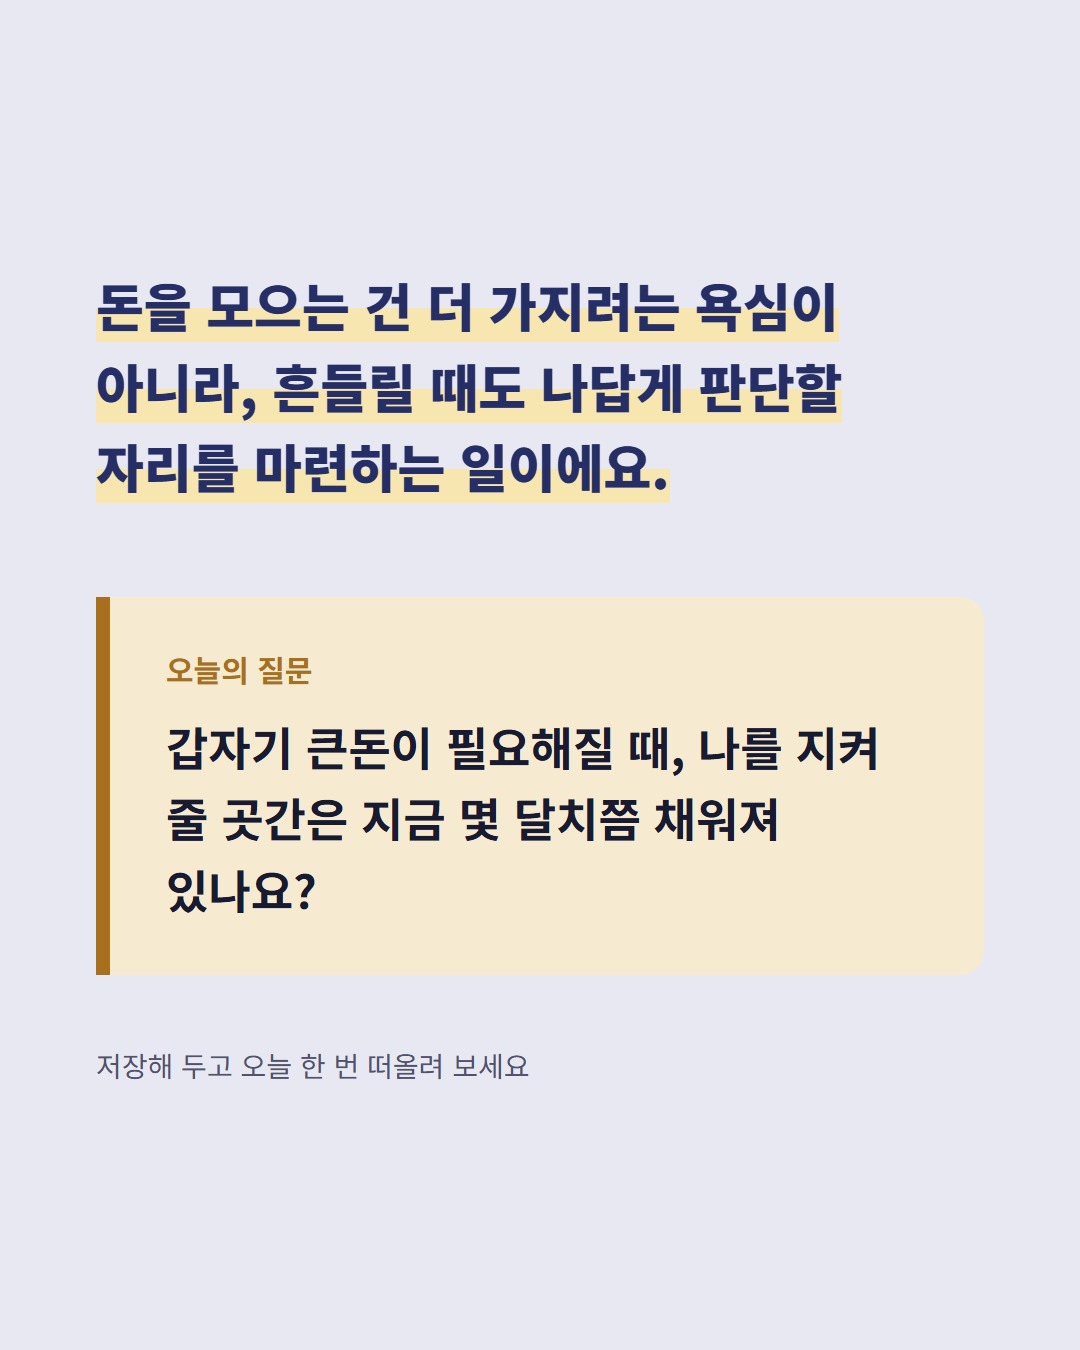 돈을 모으는 건 더 가지려는 욕심이
아니라, 흔들릴 때도 나답게 판단할
자리를 마련하는 일이에요.
오늘의 질문
갑자기 큰돈이 필요해질 때, 나를 지켜
줄 곳간은 지금 몇 달치쯤 채워져
있나요?
저장해 두고 오늘 한 번 떠올려 보세요